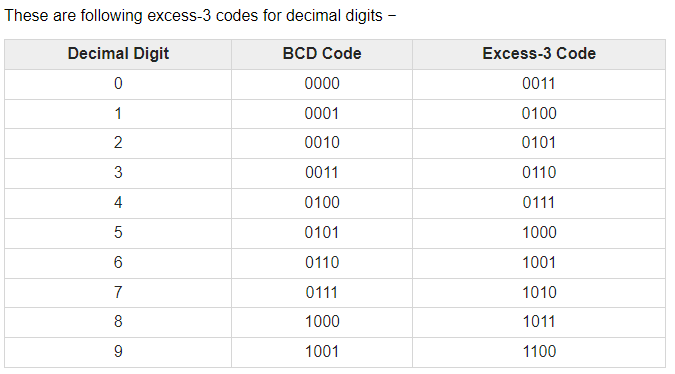 These are following excess-3 codes for decimal digits −
Decimal Digit BCD Code Excess-3 Code
0 0000 0011
1 0001 0100
2 0010 0101
3 0011 0110
4 0100 0111
5 0101 1000
6 0110 1001
7 0111 1010
8 1000 1011
9 1001 1100